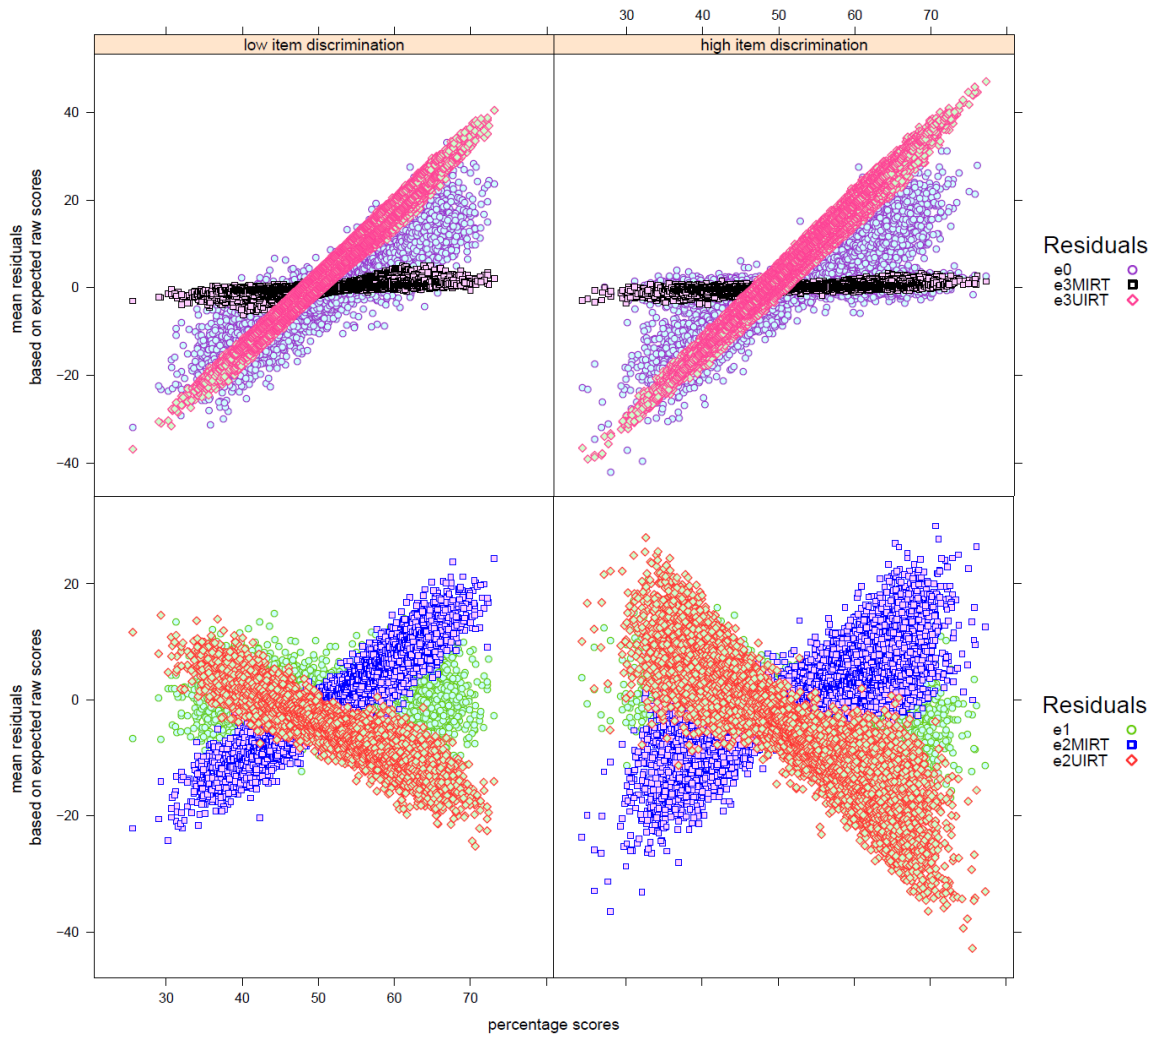 30 40 50 60 70
low item discrimination
high item discrimination
40
20
0
−20
−40
mean residuals
based on expected raw scores
Residuals
e0
e3MIRT
e3UIRT
20
0
−20
−40
mean residuals
based on expected raw scores
Residuals
e1
e2MIRT
e2UIRT
30 40 50 60 70
percentage scores